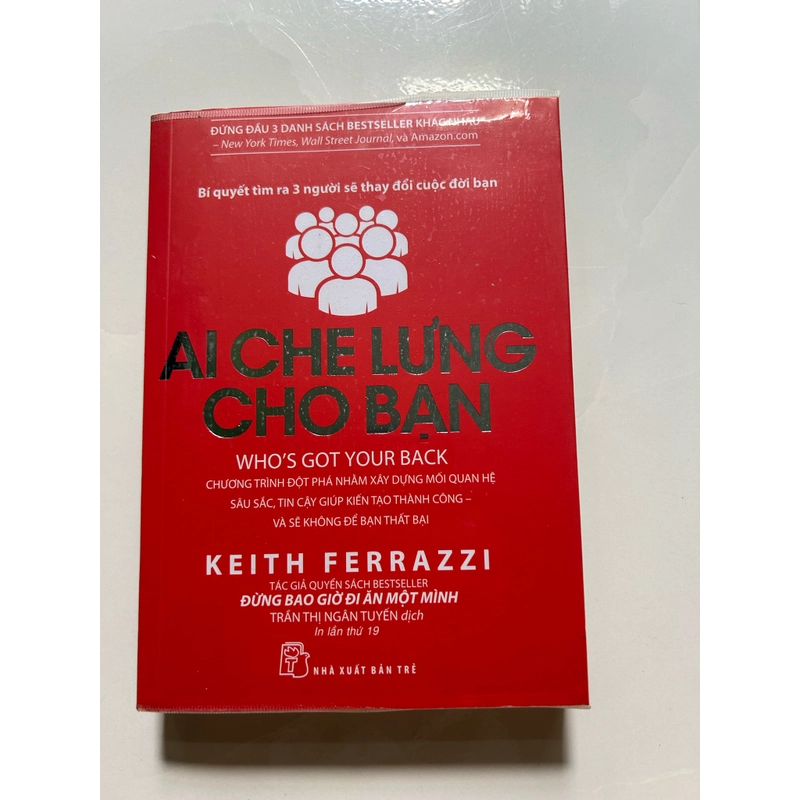 ĐỨNG ĐẦU 3 DANH SÁCH BESTSELLER KHÁC NHAU
– New York Times, Wall Street Journal, và Amazon.com
Bí quyết tìm ra 3 người sẽ thay đổi cuộc đời bạn
AI CHE LƯNG
CHO BẠN
WHO'S GOT YOUR BACK
CHƯƠNG TRÌNH ĐỘT PHÁ NHẰM XÂY DỰNG MỐI QUAN HỆ
SÂU SẮC, TIN CẬY GIÚP KIẾN TẠO THÀNH CÔNG –
VÀ SẼ KHÔNG ĐỂ BẠN THẤT BẠI
KEITH FERRAZZI
TÁC GIẢ QUYỂN SÁCH BESTSELLER
ĐỪNG BAO GIỜ ĐI ĂN MỘT MÌNH
TRẦN THỊ NGÂN TUYẾN dịch
In lần thứ 19
NHÀ XUẤT BẢN TRẺ